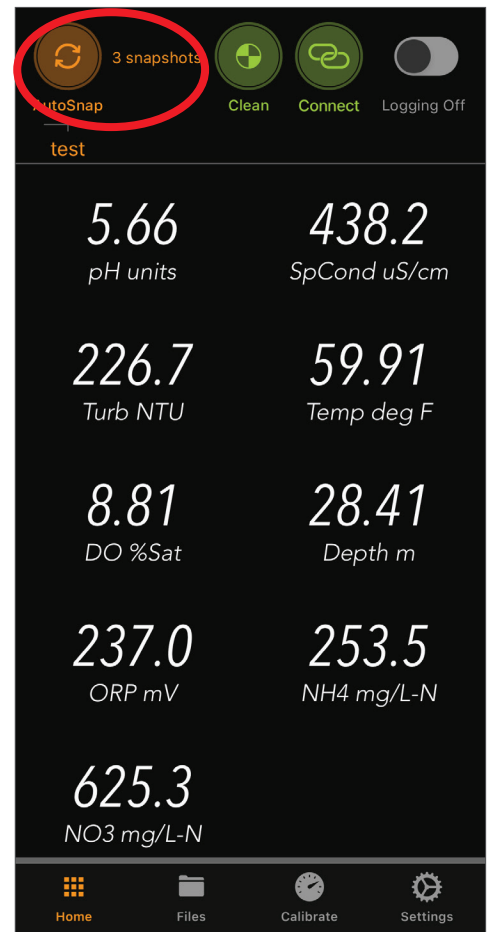 3 snapshots
AutoSnap
Clean
Connect
Logging Off
test
5.66
438.2
pH units
SpCond uS/cm
226.7
59.91
Turb NTU
Temp deg F
8.81
28.41
DO %Sat
Depth m
237.0
253.5
ORP mV
NH4 mg/L-N
625.3
NO3 mg/L-N
Home
Files
Calibrate
Settings